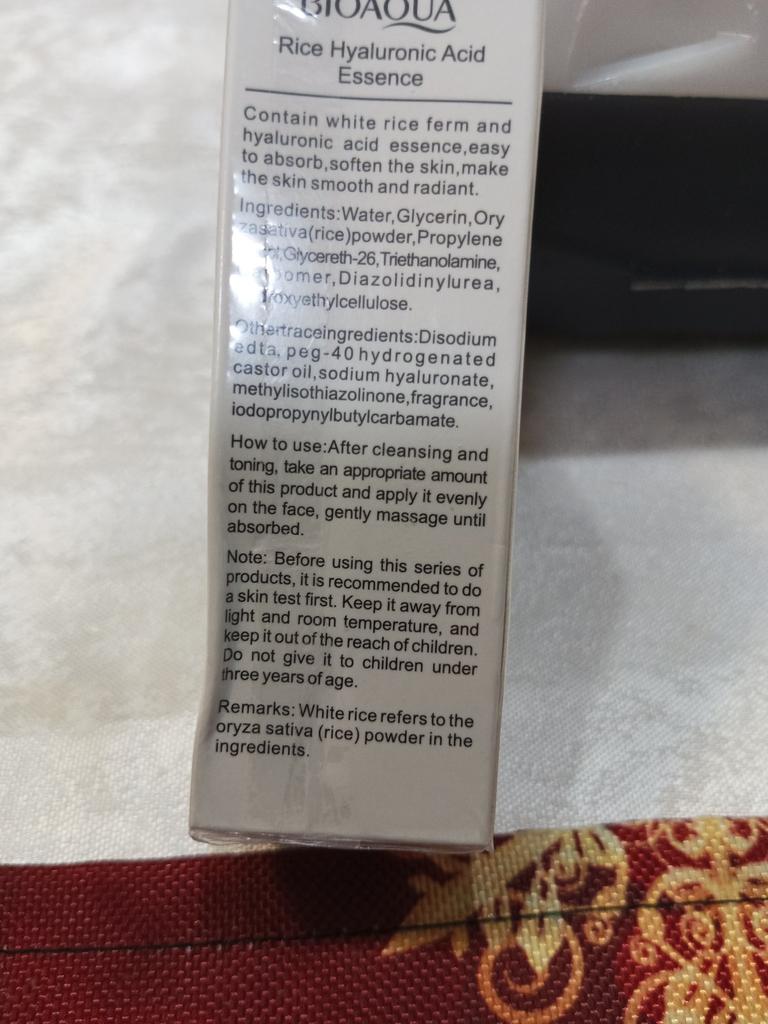 BIOAQUA
Rice Hyaluronic Acid
Essence
Contain white rice ferm and
hyaluronic acid essence,easy
to absorb,soften the skin,make
the skin smooth and radiant.
Ingredients:Water,Glycerin,Ory
zasativa(rice)powder,Propylene
Glycereth-26,Triethanolamine,
Diazolidinylurea,
Othertraceingredients:Disodium
edta, peg-40 hydrogenated
castor oil,sodium hyaluronate,
methylisothiazolinone,fragrance,
iodopropynylbutylcarbamate.
How to use:After cleansing and
toning, take an appropriate amount
of this product and apply it evenly
on the face, gently massage until
absorbed.
Note: Before using this series of
products, it is recommended to do
a skin test first. Keep it away from
light and room temperature, and
keep it out of the reach of children.
Do not give it to children under
three years of age.
Remarks: White rice refers to the
oryza sativa (rice) powder in the
ingredients.